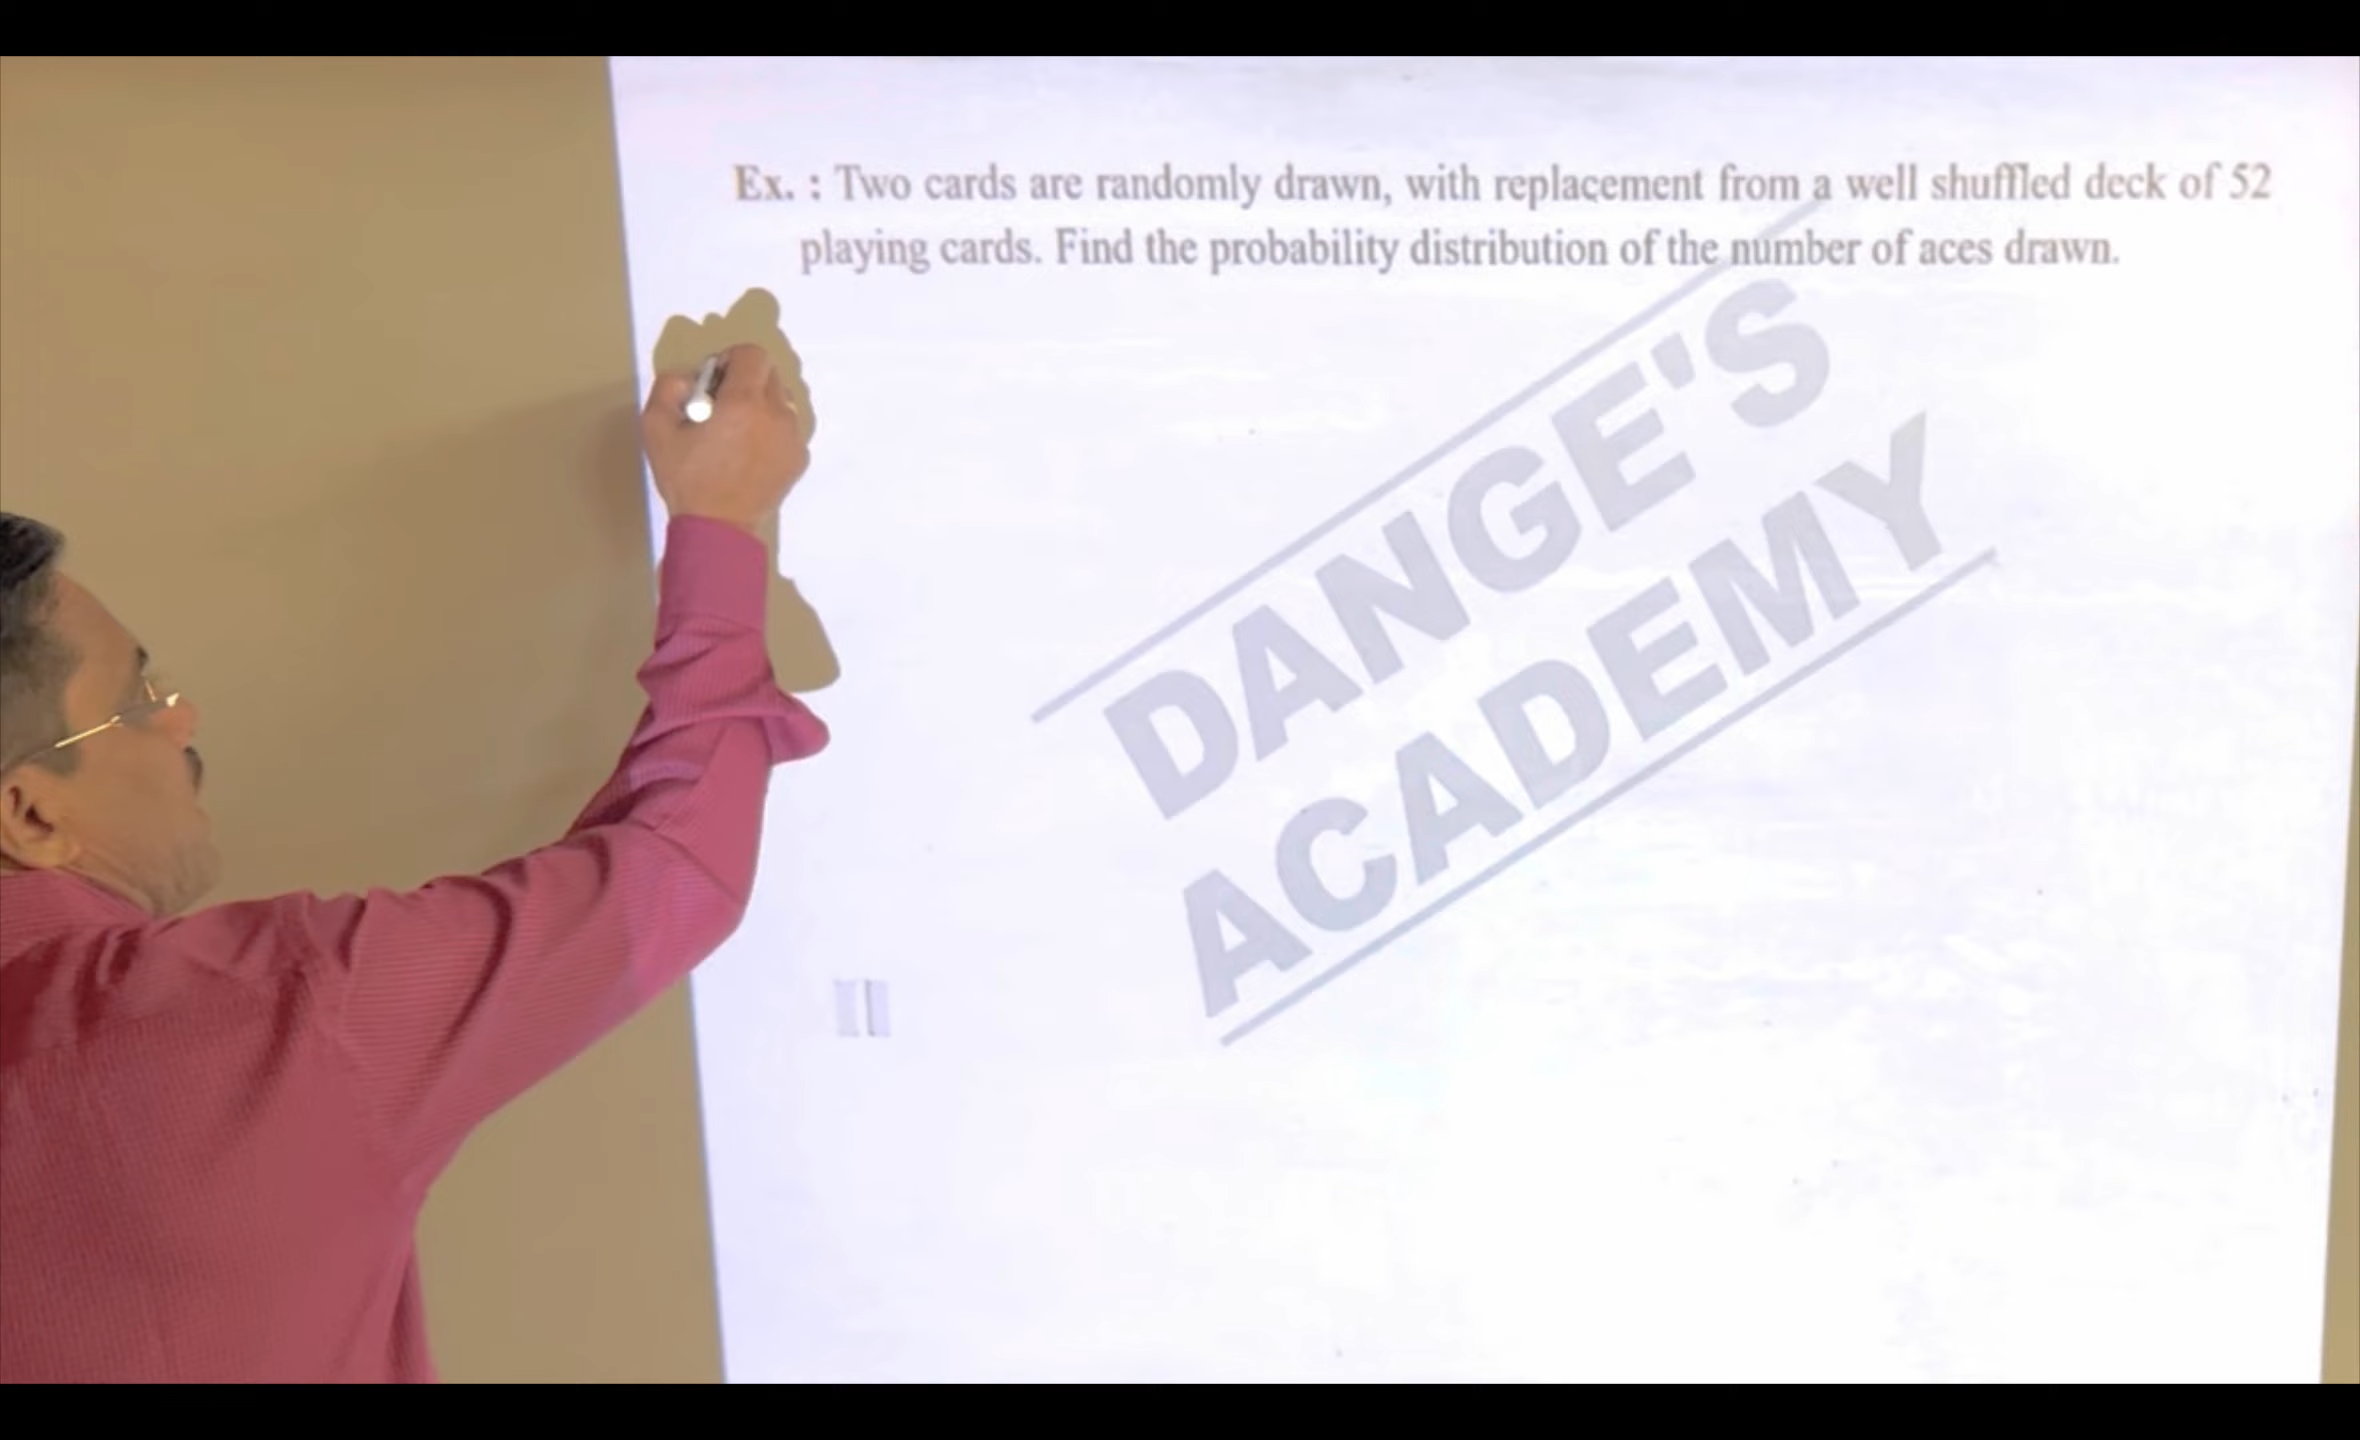 Ex. : Two cards are randomly drawn, with replacement from a well shuffled deck of 52
playing cards. Find the probability distribution of the number of aces drawn.
DANGE'S
ACADEMY